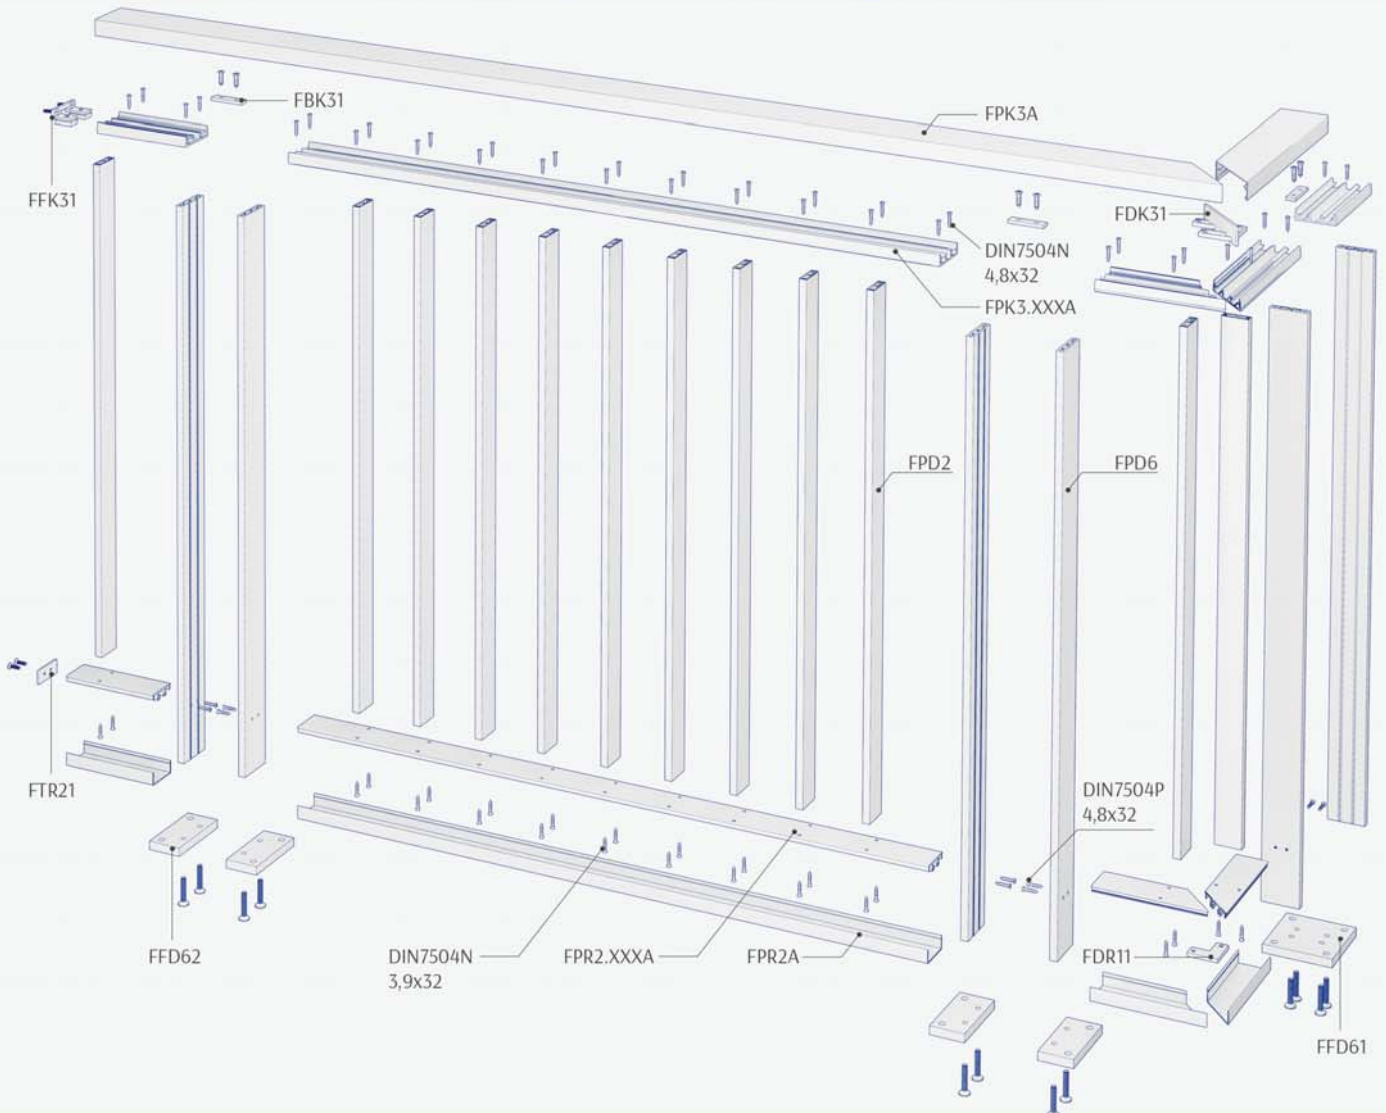 FBK31
FPK3A
FFK31
FDK31
DIN7504N
4,8x32
FPK3.XXXA
FPD2
FPD6
FTR21
DIN7504P
4,8x32
FFD62
DIN7504N
3,9x32
FPR2.XXXA
FPR2A
FDR11
FFD61